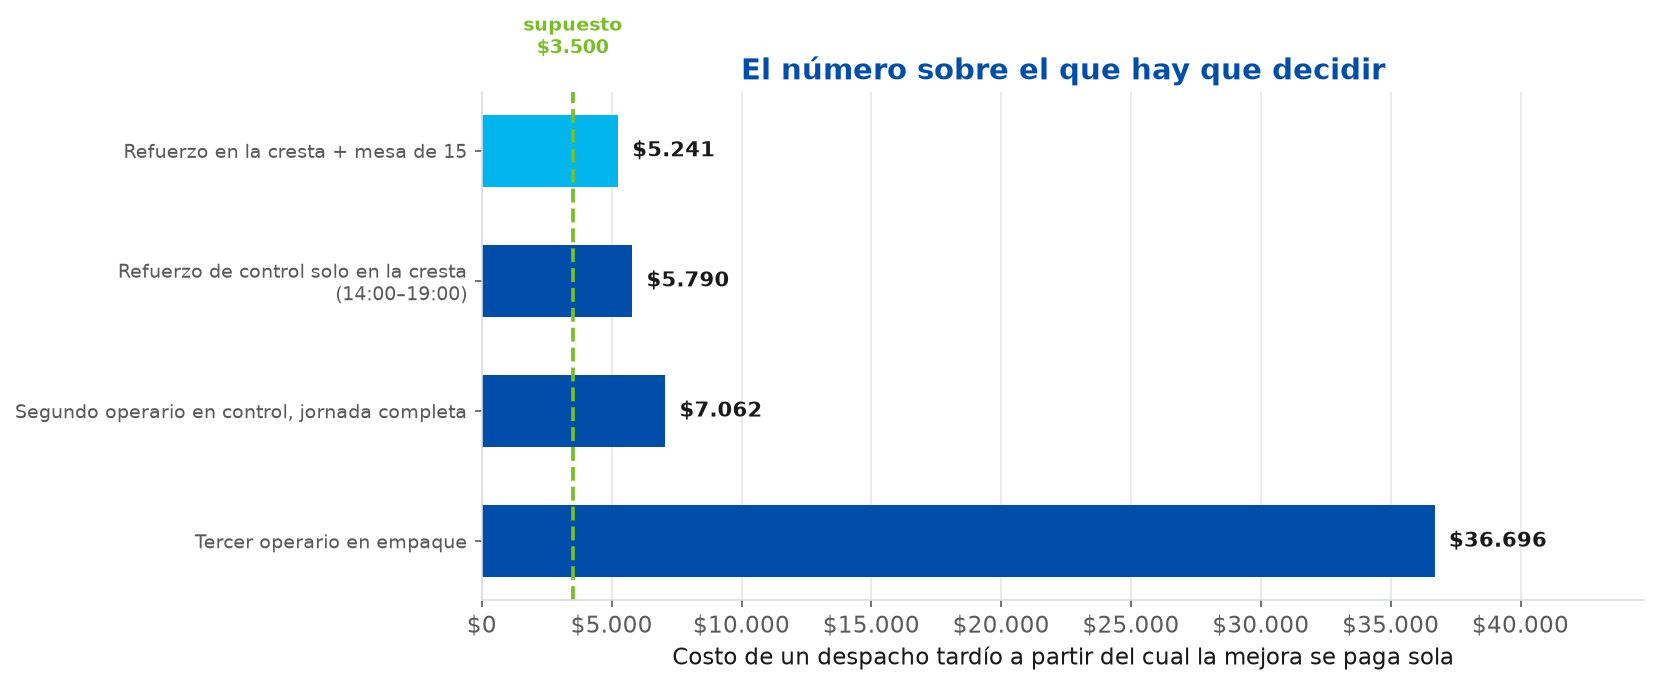 supuesto
$3.500
El número sobre el que hay que decidir
Refuerzo en la cresta + mesa de 15
$5.241
Refuerzo de control solo en la cresta
(14:00–19:00)
$5.790
Segundo operario en control, jornada completa
$7.062
Tercer operario en empaque
$36.696
$0
$5.000
$10.000
$15.000
$20.000
$25.000
$30.000
$35.000
$40.000
Costo de un despacho tardío a partir del cual la mejora se paga sola